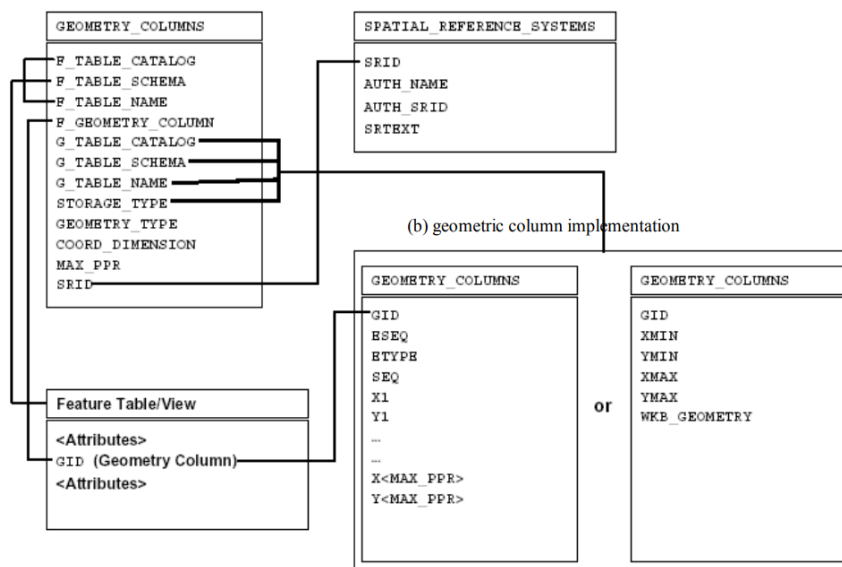 GEOMETRY_COLUMNS
F_TABLE_CATALOG
F_TABLE_SCHEMA
F_TABLE_NAME
F_GEOMETRY_COLUMN
G_TABLE_CATALOG
G_TABLE_SCHEMA
G_TABLE_NAME
STORAGE_TYPE
GEOMETRY_TYPE
COORD_DIMENSION
MAX_PPR
SRID
SPATIAL_REFERENCE_SYSTEMS
SRID
AUTH_NAME
AUTH_SRID
SRTEXT
(b) geometric column implementation
Feature Table/View
<Attributes>
GID (Geometry Column)
<Attributes>
GEOMETRY_COLUMNS
GID
ESEQ
ETYPE
SEQ
X1
Y1
…
…
X<MAX_PPR>
Y<MAX_PPR>
or
GEOMETRY_COLUMNS
GID
XMIN
YMIN
XMAX
YMAX
WKB_GEOMETRY